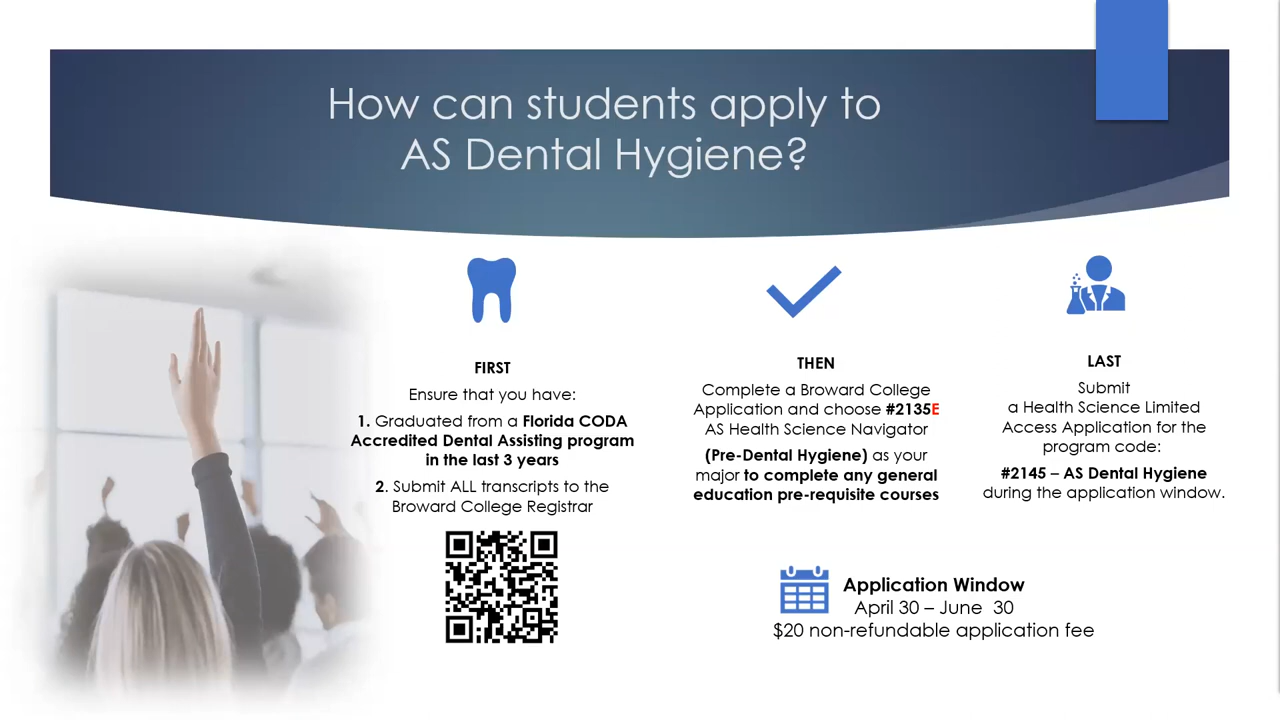 How can students apply to
AS Dental Hygiene?
FIRST
Ensure that you have:
1. Graduated from a Florida CODA
Accredited Dental Assisting program
in the last 3 years
2. Submit ALL transcripts to the
Broward College Registrar
THEN
Complete a Broward College
Application and choose #2135E
AS Health Science Navigator
(Pre-Dental Hygiene) as your
major to complete any general
education pre-requisite courses
LAST
Submit
a Health Science Limited
Access Application for the
program code:
#2145 – AS Dental Hygiene
during the application window.
Application Window
April 30 – June  30
$20 non-refundable application fee